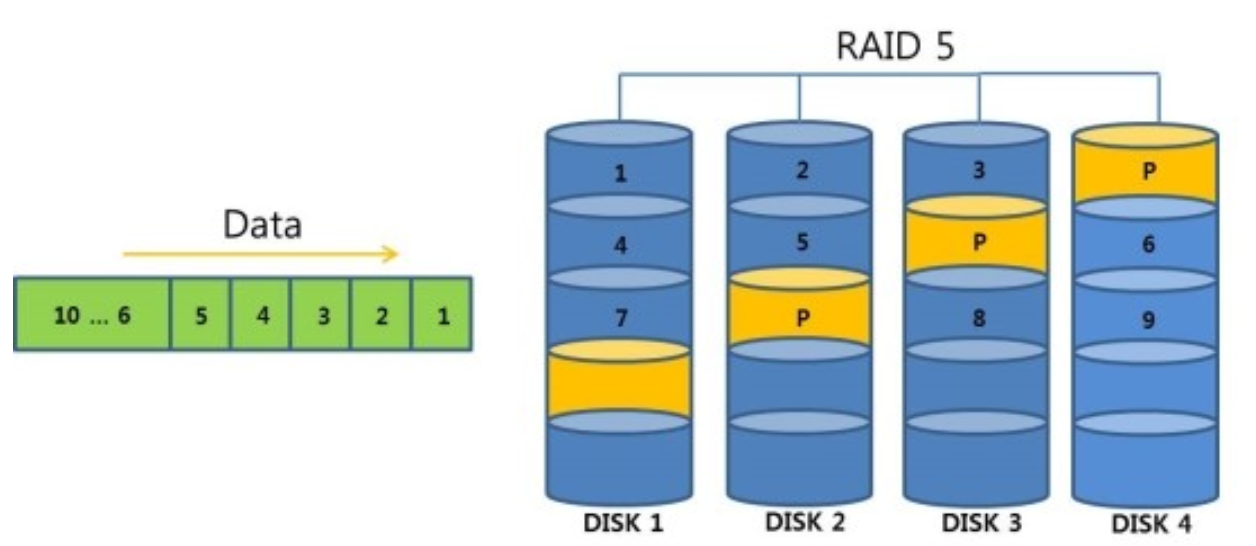 RAID 5
Data
10 ... 6 5 4 3 2 1
1 2 3 P
4 5 P 6
7 P 8 9
DISK 1 DISK 2 DISK 3 DISK 4